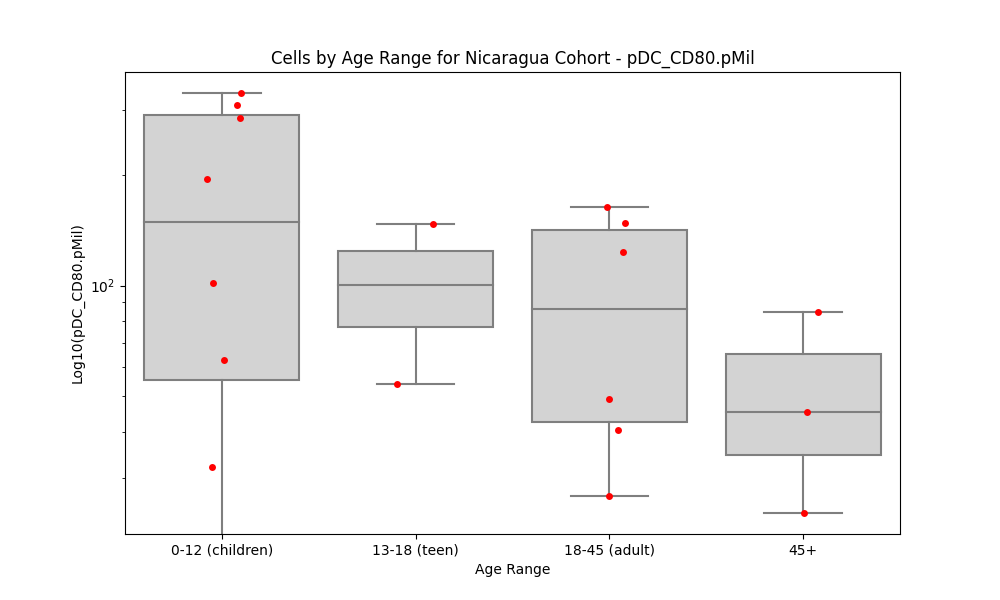 Cells by Age Range for Nicaragua Cohort - pDC_CD80.pMil
Log10(pDC_CD80.pMil)
10²
0-12 (children)
13-18 (teen)
18-45 (adult)
45+
Age Range